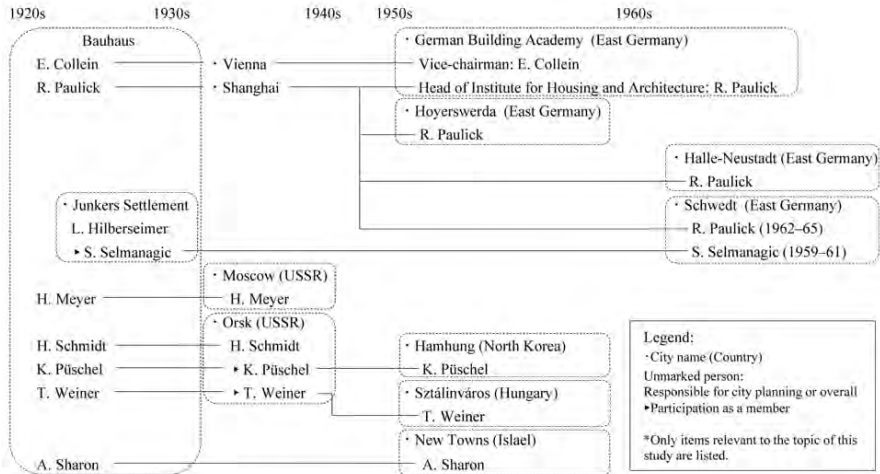 1920s 1930s 1940s 1950s 1960s
Bauhaus
· German Building Academy (East Germany)
E. Collein · Vienna Vice-chairman: E. Collein
R. Paulick · Shanghai Head of Institute for Housing and Architecture: R. Paulick
· Hoyerswerda (East Germany)
R. Paulick
· Halle-Neustadt (East Germany)
R. Paulick
· Junkers Settlement · Schwedt (East Germany)
L. Hilberseimer R. Paulick (1962–65)
▸ S. Selmanagic S. Selmanagic (1959–61)
· Moscow (USSR)
H. Meyer H. Meyer
· Orsk (USSR)
H. Schmidt H. Schmidt · Hamhung (North Korea)
K. Püschel ▸ K. Püschel K. Püschel
T. Weiner ▸ T. Weiner · Sztálinváros (Hungary)
T. Weiner
· New Towns (Islael)
A. Sharon A. Sharon
Legend:
·City name (Country)
Unmarked person:
Responsible for city planning or overall
▸Participation as a member
*Only items relevant to the topic of this
study are listed.